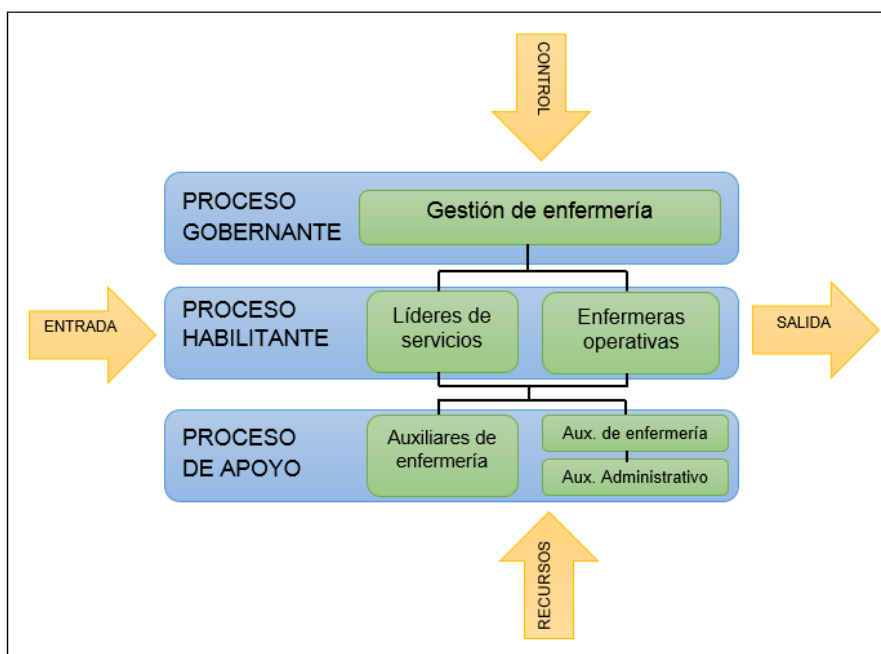 CONTROL
PROCESO
GOBERNANTE
Gestión de enfermería
ENTRADA
PROCESO
HABILITANTE
Líderes de
servicios
Enfermeras
operativas
SALIDA
PROCESO
DE APOYO
Auxiliares de
enfermería
Aux. de enfermería
Aux. Administrativo
RECURSOS